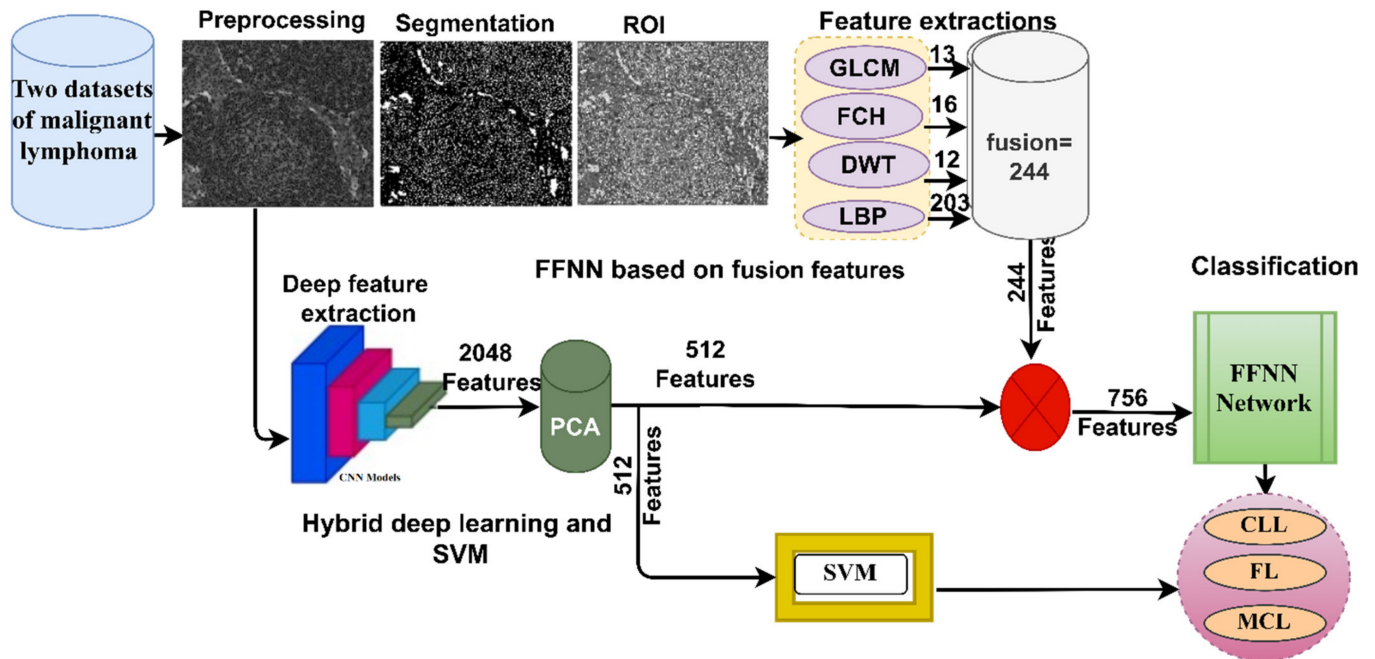 Preprocessing
Segmentation
ROI
Feature extractions
Two datasets
of malignant
lymphoma
GLCM
13
FCH
16
DWT
12
LBP
203
fusion=
244
FFNN based on fusion features
244
Features
Classification
Deep feature
extraction
CNN Models
2048
Features
PCA
512
Features
512
Features
756
Features
FFNN
Network
Hybrid deep learning and
SVM
SVM
CLL
FL
MCL